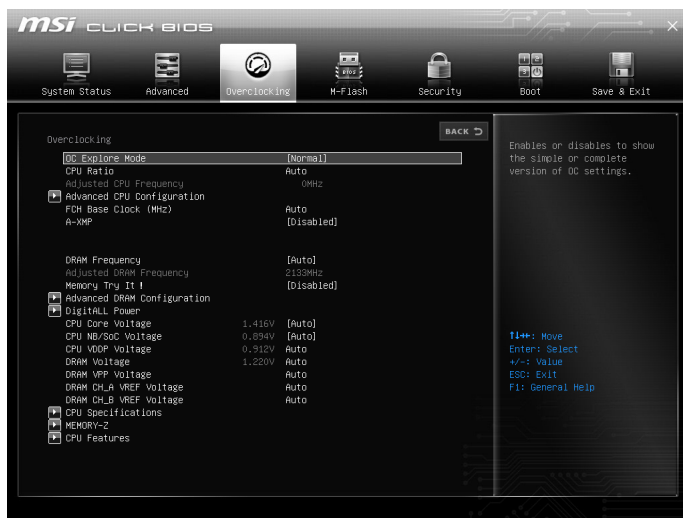 msi CLICK BIOS
System Status
Advanced
Overclocking
M-Flash
Security
Boot
Save & Exit
BACK
Overclocking
OC Explore Mode [Normal]
CPU Ratio Auto
Adjusted CPU Frequency 0MHz
Advanced CPU Configuration
FCH Base Clock (MHz) Auto
A-XMP [Disabled]
DRAM Frequency [Auto]
Adjusted DRAM Frequency 2133MHz
Memory Try It ! [Disabled]
Advanced DRAM Configuration
DigitALL Power
CPU Core Voltage 1.416V [Auto]
CPU NB/SoC Voltage 0.894V [Auto]
CPU VDDP Voltage 0.912V Auto
DRAM Voltage 1.220V Auto
DRAM VPP Voltage Auto
DRAM CH_A VREF Voltage Auto
DRAM CH_B VREF Voltage Auto
CPU Specifications
MEMORY-Z
CPU Features
Enables or disables to show
the simple or complete
version of OC settings.
↑↓→←: Move
Enter: Select
+/-: Value
ESC: Exit
F1: General Help